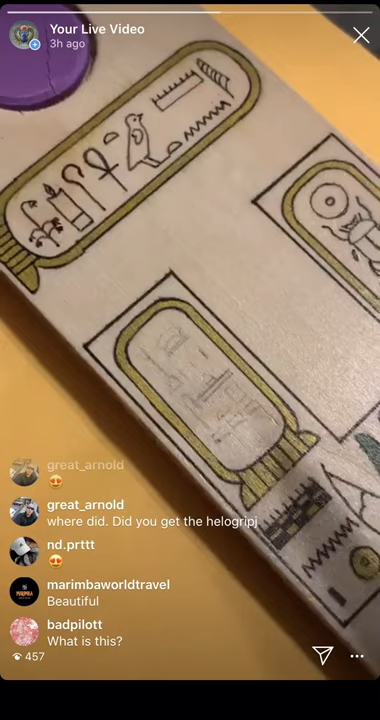 Your Live Video
3h ago
great_arnold
😍
great_arnold
where did. Did you get the helogripj
nd.prttt
😍
marimbaworldtravel
Beautiful
badpilott
What is this?
457